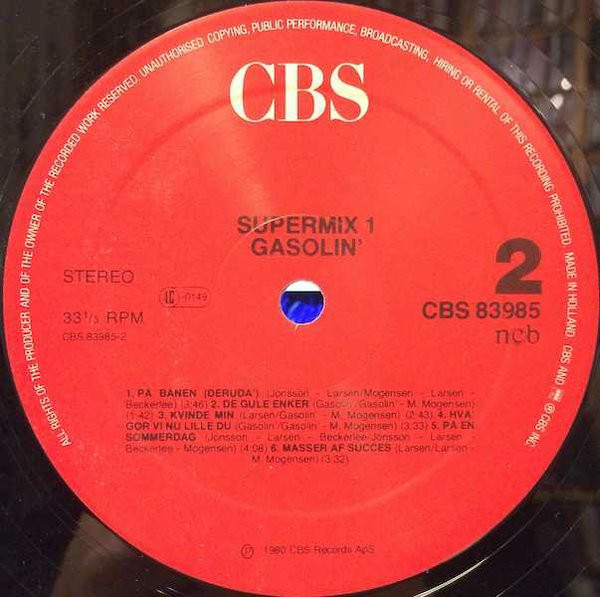 ALL RIGHTS OF THE PRODUCER AND OF THE OWNER OF THE RECORDED WORK RESERVED. UNAUTHORISED COPYING, PUBLIC PERFORMANCE, BROADCASTING, HIRING OR RENTAL OF THIS RECORDING PROHIBITED. MADE IN HOLLAND CBS AND ℗ CBS INC.
CBS
SUPERMIX 1
GASOLIN'
STEREO
LC-0149
2
33⅓ RPM
CBS 83985
CBS 83985-2
ncb
1. PÅ BANEN (DERUDA') (Jonsson - Larsen/Mogensen - Larsen -
Beckerlee) (3:46) 2. DE GULE ENKER (Gasolin/Gasolin' - M. Mogensen)
(1:42) 3. KVINDE MIN (Larsen/Gasolin' - M. Mogensen) (2:43) 4. HVA'
GØR VI NU LILLE DU (Gasolin'/Gasolin' - M. Mogensen) (3:33) 5. PÅ EN
SOMMERDAG (Jonsson - Larsen - Beckerlee/Jonsson - Larsen -
Beckerlee - Mogensen) (4:08) 6. MASSER AF SUCCES (Larsen/Larsen -
M. Mogensen) (3:32)
℗ 1980 CBS Records ApS